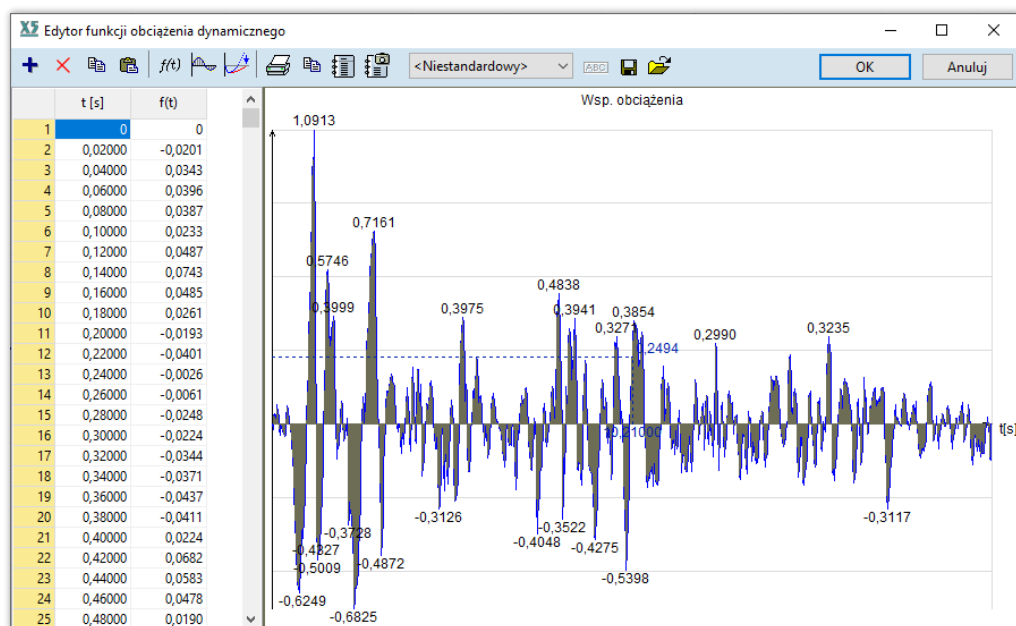 X5 Edytor funkcji obciążenia dynamicznego
f(t) <Niestandardowy> ABC OK Anuluj
t [s] f(t)
1 0 0
2 0,02000 -0,0201
3 0,04000 0,0343
4 0,06000 0,0396
5 0,08000 0,0387
6 0,10000 0,0233
7 0,12000 0,0487
8 0,14000 0,0743
9 0,16000 0,0485
10 0,18000 0,0261
11 0,20000 -0,0193
12 0,22000 -0,0401
13 0,24000 -0,0026
14 0,26000 -0,0061
15 0,28000 -0,0248
16 0,30000 -0,0224
17 0,32000 -0,0344
18 0,34000 -0,0371
19 0,36000 -0,0437
20 0,38000 -0,0411
21 0,40000 0,0224
22 0,42000 0,0682
23 0,44000 0,0583
24 0,46000 0,0478
25 0,48000 0,0190
Wsp. obciążenia
1,0913
0,7161
0,5746
0,4838
0,3999 0,3975 0,3941 0,3271 0,3854
0,3235
0,2990
0,2494
t[s]
-0,3126 -0,3117
-0,3728 -0,3522
-0,4048
-0,4327 -0,4275
-0,5009 -0,4872
-0,5398
-0,6249
-0,6825